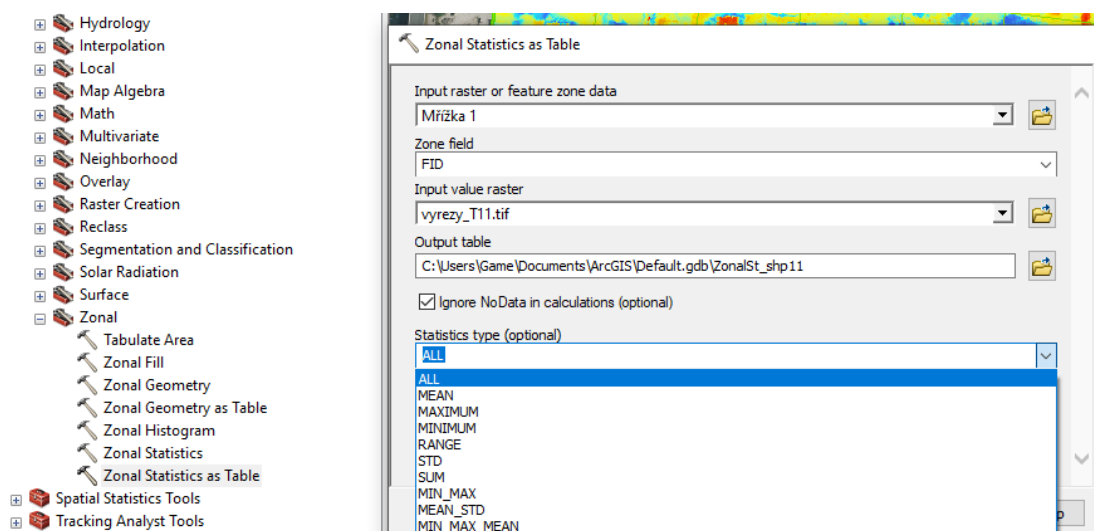 Hydrology
Interpolation
Local
Map Algebra
Math
Multivariate
Neighborhood
Overlay
Raster Creation
Reclass
Segmentation and Classification
Solar Radiation
Surface
Zonal
Tabulate Area
Zonal Fill
Zonal Geometry
Zonal Geometry as Table
Zonal Histogram
Zonal Statistics
Zonal Statistics as Table
Spatial Statistics Tools
Tracking Analyst Tools
Zonal Statistics as Table
Input raster or feature zone data
Mřížka 1
Zone field
FID
Input value raster
vyrezy_T11.tif
Output table
C:\Users\Game\Documents\ArcGIS\Default.gdb\ZonalSt_shp11
Ignore NoData in calculations (optional)
Statistics type (optional)
ALL
ALL
MEAN
MAXIMUM
MINIMUM
RANGE
STD
SUM
MIN_MAX
MEAN_STD
MIN_MAX_MEAN